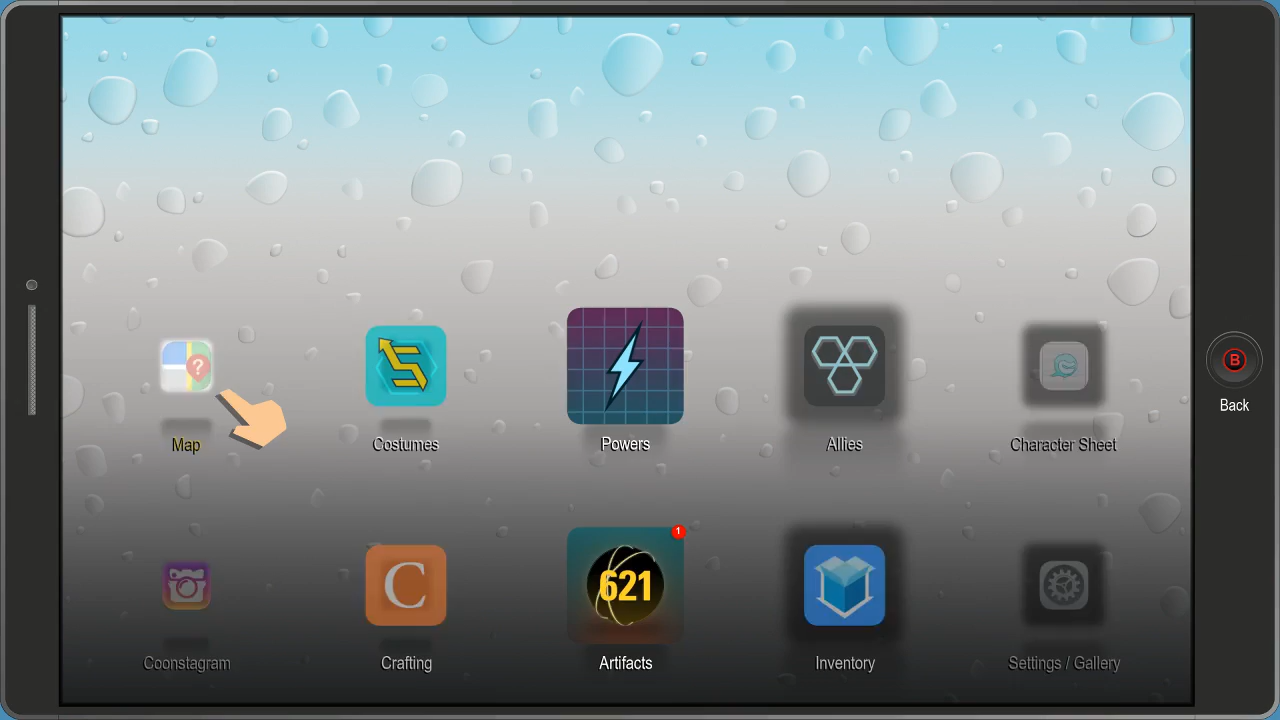 ?
Map
Costumes
Powers
Allies
Character Sheet
B
Back
1
C
621
Coonstagram
Crafting
Artifacts
Inventory
Settings / Gallery